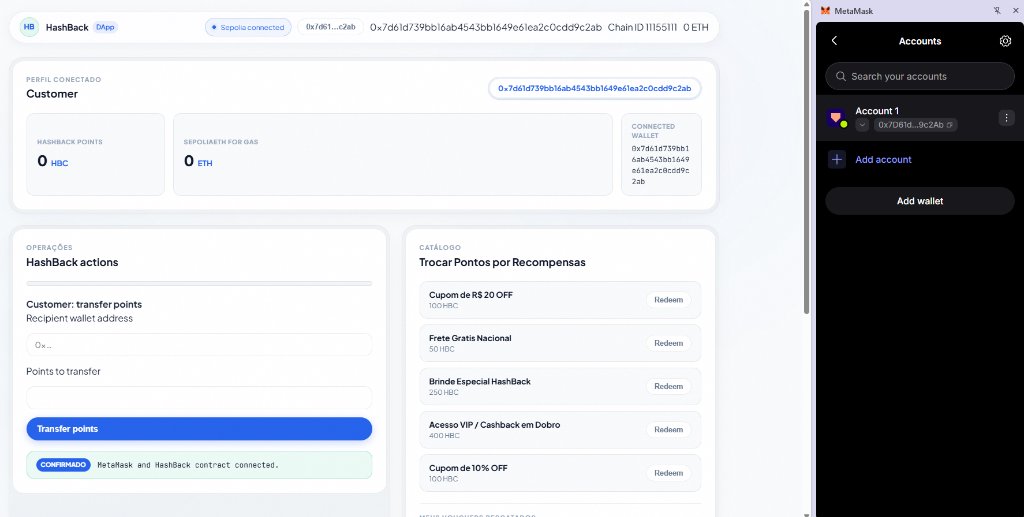 HB HashBack DApp Sepolia connected 0x7d61...c2ab 0x7d61d739bb16ab4543bb1649e61ea2c0cdd9c2ab Chain ID 11155111 0 ETH
PERFIL CONECTADO
Customer
0x7d61d739bb16ab4543bb1649e61ea2c0cdd9c2ab
HASHBACK POINTS
0 HBC
SEPOLIAETH FOR GAS
0 ETH
CONNECTED
WALLET
0x7d61d739bb1
6ab4543bb1649
e61ea2c0cdd9c
2ab
OPERAÇÕES
HashBack actions
Customer: transfer points
Recipient wallet address
0x...
Points to transfer
Transfer points
CONFIRMADO MetaMask and HashBack contract connected.
CATÁLOGO
Trocar Pontos por Recompensas
Cupom de R$ 20 OFF
100 HBC
Redeem
Frete Gratis Nacional
50 HBC
Redeem
Brinde Especial HashBack
250 HBC
Redeem
Acesso VIP / Cashback em Dobro
400 HBC
Redeem
Cupom de 10% OFF
100 HBC
Redeem
MetaMask
Accounts
Search your accounts
Account 1
0x7D61d...9c2Ab
Add account
Add wallet